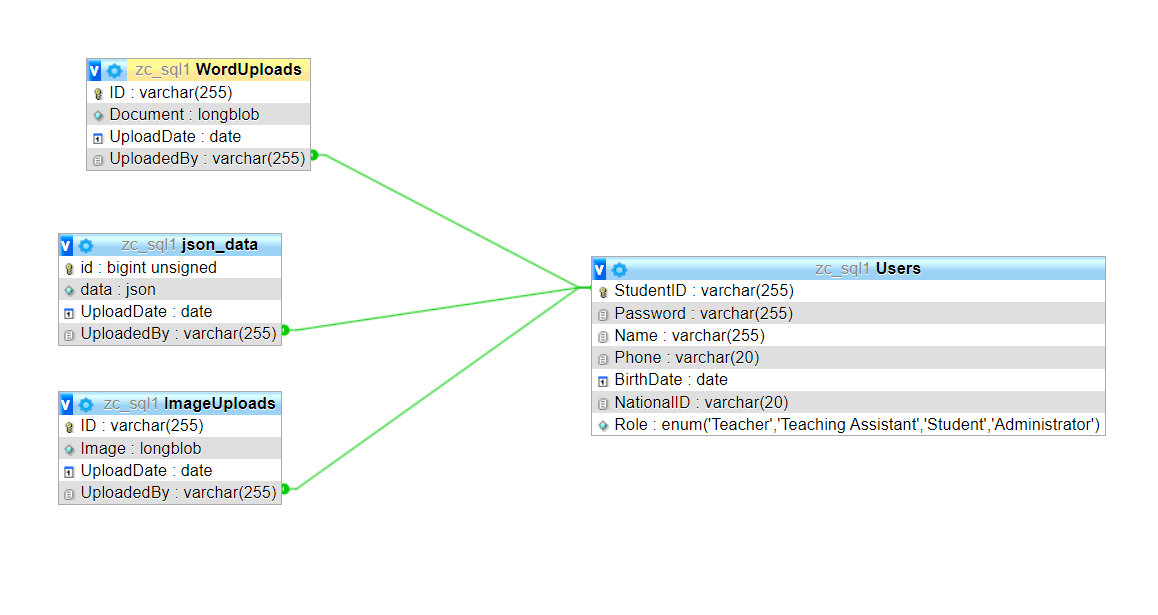 v zc_sql1 WordUploads
ID : varchar(255)
Document : longblob
UploadDate : date
UploadedBy : varchar(255)
v zc_sql1 json_data
id : bigint unsigned
data : json
UploadDate : date
UploadedBy : varchar(255)
v zc_sql1 ImageUploads
ID : varchar(255)
Image : longblob
UploadDate : date
UploadedBy : varchar(255)
v zc_sql1 Users
StudentID : varchar(255)
Password : varchar(255)
Name : varchar(255)
Phone : varchar(20)
BirthDate : date
NationalID : varchar(20)
Role : enum('Teacher','Teaching Assistant','Student','Administrator')